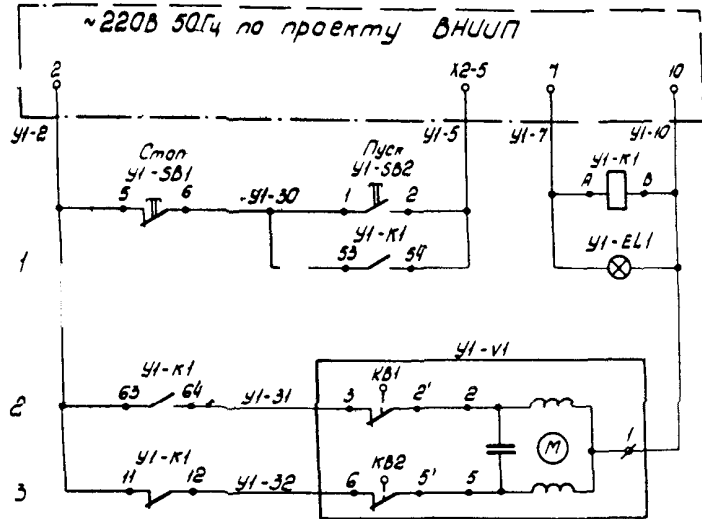 ~220В 50Гц по проекту ВНИИП
2 Х2-5 7 10
У1-2 У1-5 У1-7 У1-10
Стоп Пуск У1-К1
У1-SB1 У1-SB2 А В
5 6 У1-30 1 2
У1-К1 У1-EL1
1 53 54
У1-V1
У1-К1 КВ1
2 63 64 У1-31 3 2' 2
М 1
У1-К1 КВ2
3 11 12 У1-32 6 5' 5